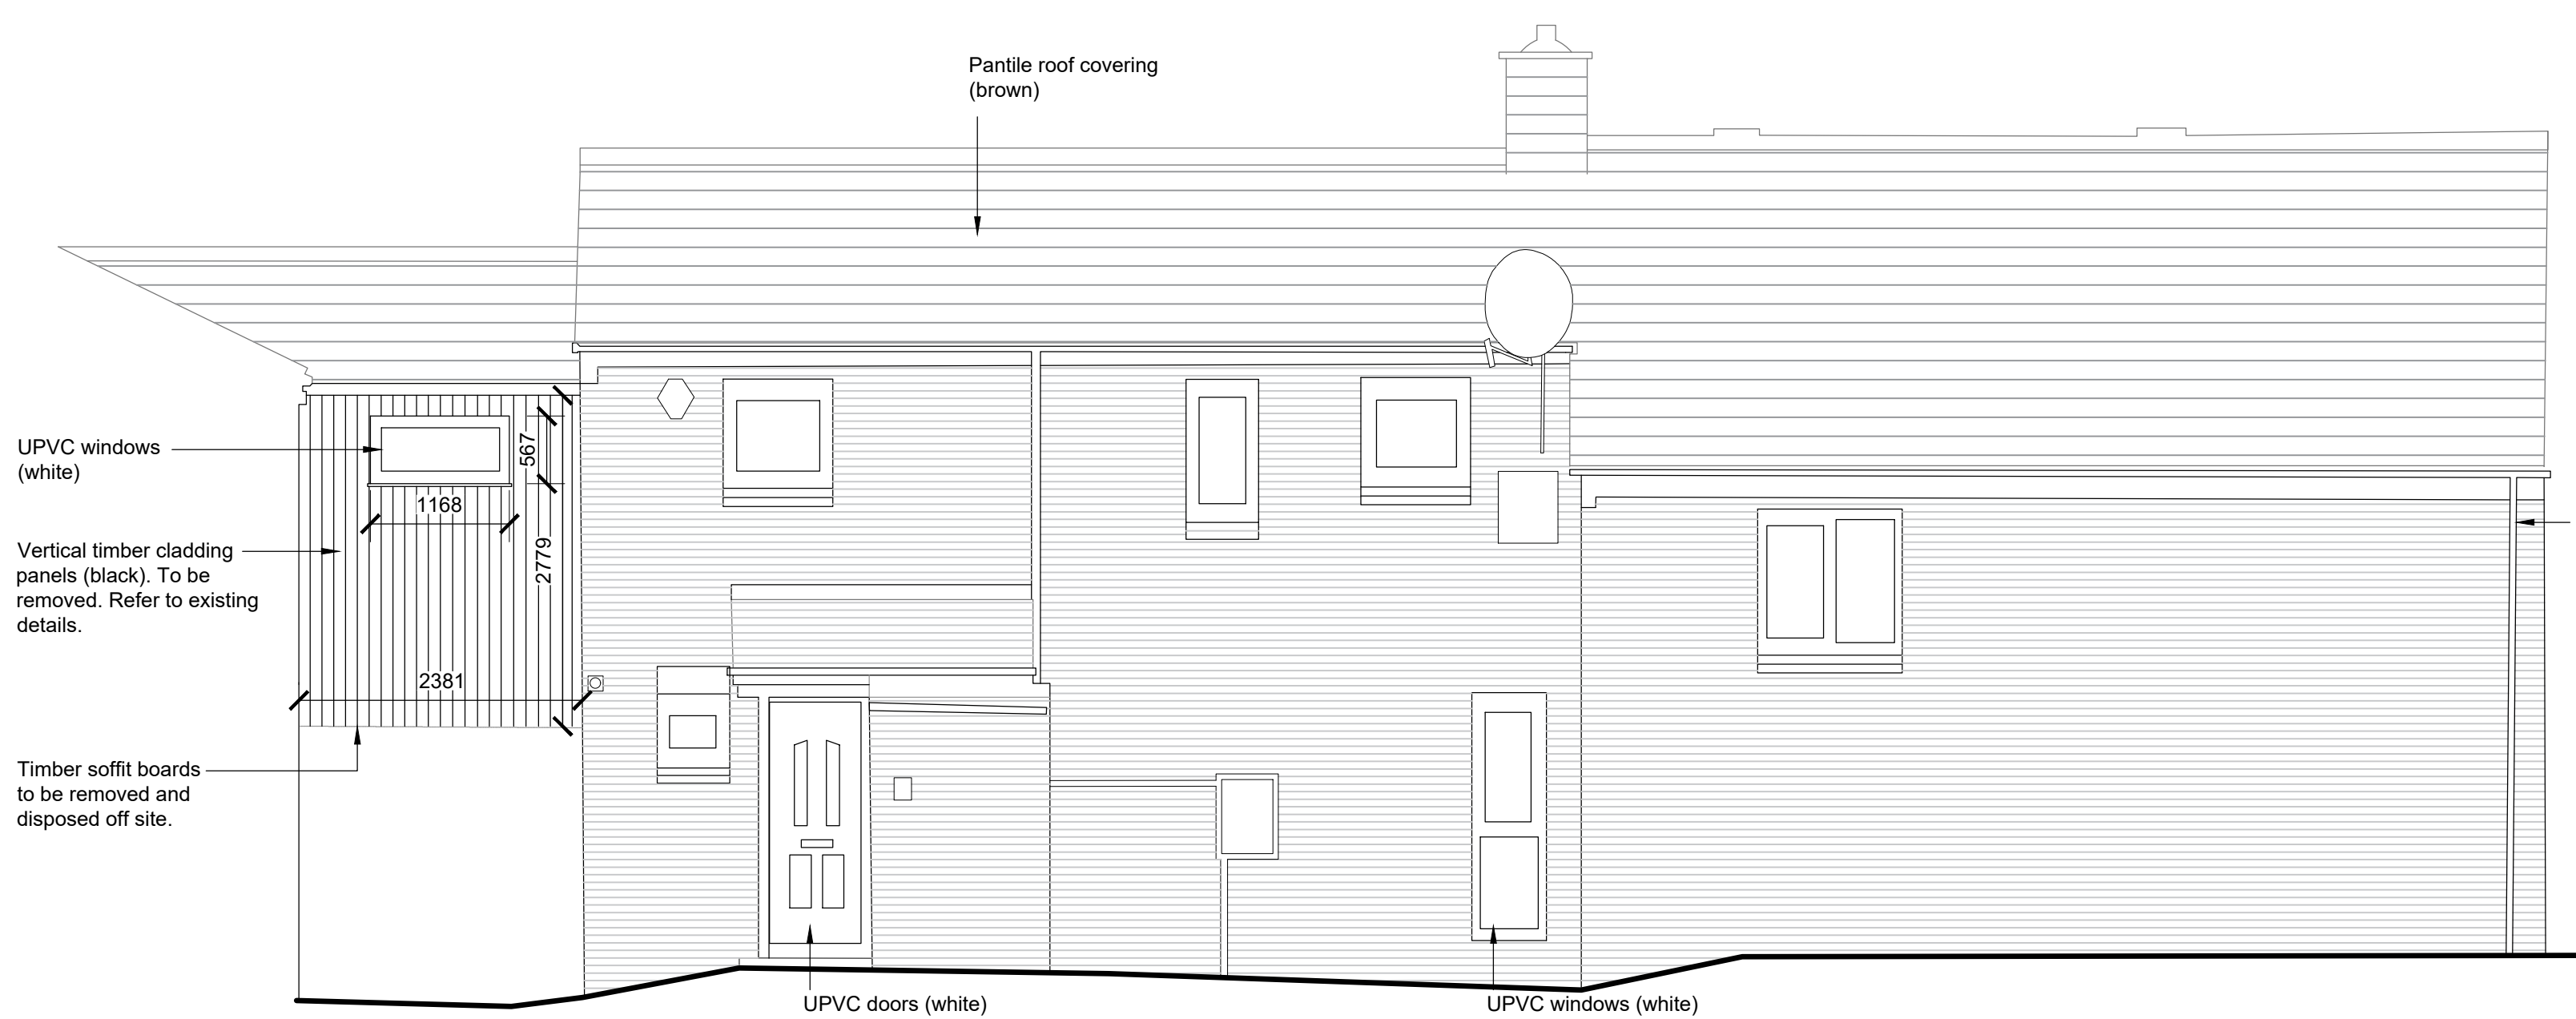 Pantile roof covering
(brown)
UPVC windows
(white)
567
1168
Vertical timber cladding
panels (black). To be
removed. Refer to existing
details.
2779
2381
Timber soffit boards
to be removed and
disposed off site.
UPVC doors (white)
UPVC windows (white)